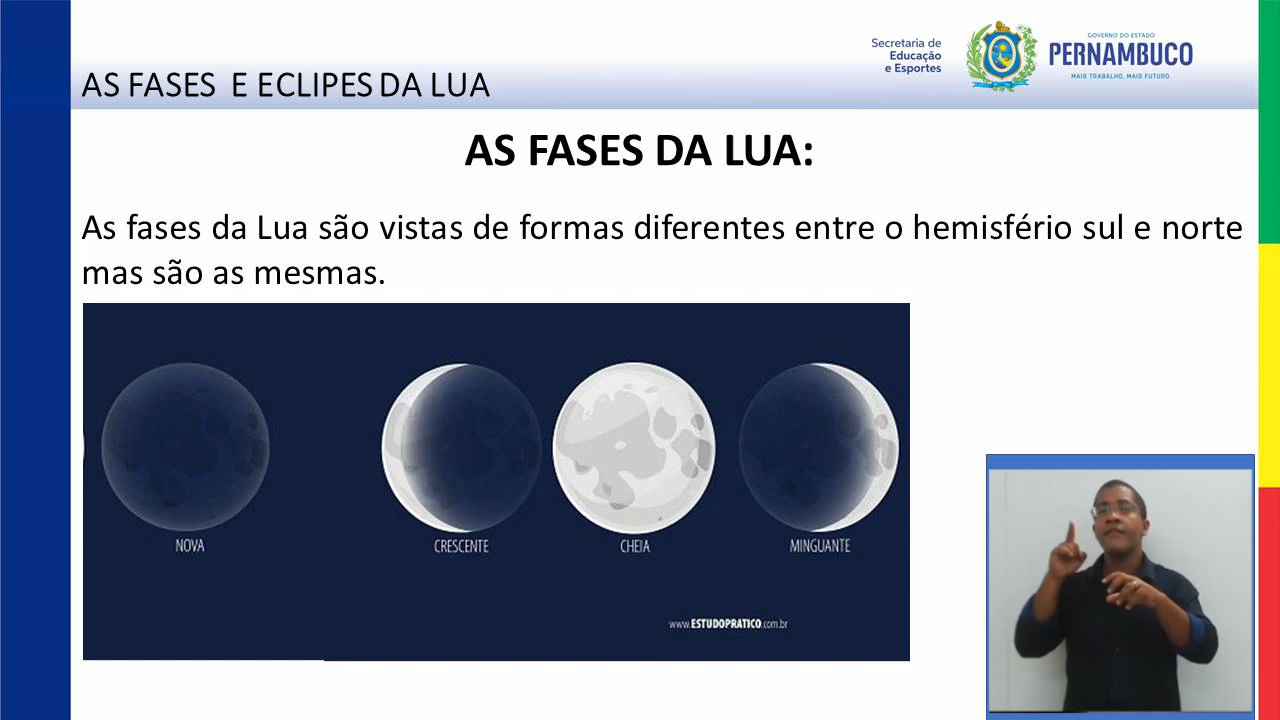 Secretaria de
Educação
e Esportes
GOVERNO DO ESTADO
PERNAMBUCO
MAIS TRABALHO, MAIS FUTURO.
AS FASES E ECLIPES DA LUA
AS FASES DA LUA:
As fases da Lua são vistas de formas diferentes entre o hemisfério sul e norte
mas são as mesmas.
NOVA
CRESCENTE
CHEIA
MINGUANTE
www.ESTUDOPRATICO.com.br